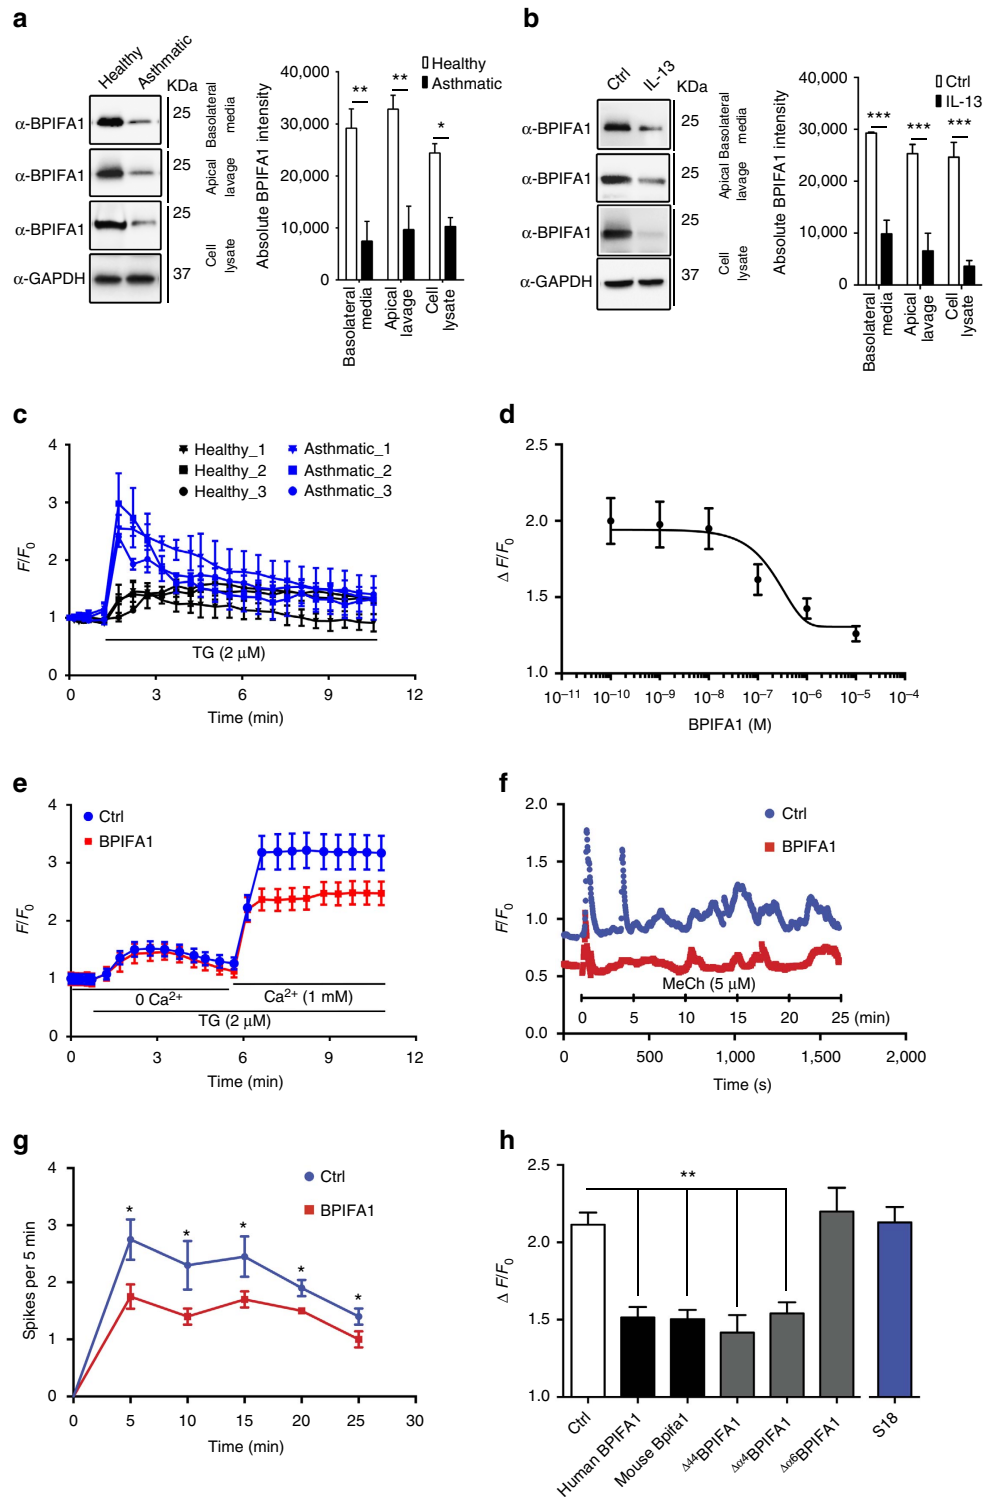 a
Healthy
Asthmatic
KDa
α-BPIFA1
25
Basolateral media
α-BPIFA1
25
Apical lavage
α-BPIFA1
25
Cell lysate
α-GAPDH
37
Absolute BPIFA1 intensity
40,000
30,000
20,000
10,000
0
Healthy
Asthmatic
**
**
*
Basolateral media
Apical lavage
Cell lysate
b
Ctrl
IL-13
KDa
α-BPIFA1
25
Basolateral media
α-BPIFA1
25
Apical lavage
α-BPIFA1
25
Cell lysate
α-GAPDH
37
Absolute BPIFA1 intensity
40,000
30,000
20,000
10,000
0
Ctrl
IL-13
***
***
***
Basolateral media
Apical lavage
Cell lysate
c
F/F0
4
3
2
1
0
Healthy_1
Healthy_2
Healthy_3
Asthmatic_1
Asthmatic_2
Asthmatic_3
TG (2 μM)
0 3 6 9 12
Time (min)
d
Δ F/F0
2.5
2.0
1.5
1.0
10⁻¹¹ 10⁻¹⁰ 10⁻⁹ 10⁻⁸ 10⁻⁷ 10⁻⁶ 10⁻⁵ 10⁻⁴
BPIFA1 (M)
e
F/F0
4
3
2
1
0
Ctrl
BPIFA1
0 Ca²⁺
Ca²⁺ (1 mM)
TG (2 μM)
0 3 6 9 12
Time (min)
f
F/F0
2.0
1.5
1.0
0.5
0.0
Ctrl
BPIFA1
MeCh (5 μM)
0 5 10 15 20 25 (min)
0 500 1,000 1,500 2,000
Time (s)
g
Spikes per 5 min
4
3
2
1
0
Ctrl
BPIFA1
*
*
*
*
*
0 5 10 15 20 25 30
Time (min)
h
Δ F/F0
2.5
2.0
1.5
1.0
**
Ctrl
Human BPIFA1
Mouse Bpifa1
Δ44BPIFA1
Δα4BPIFA1
Δα6BPIFA1
S18